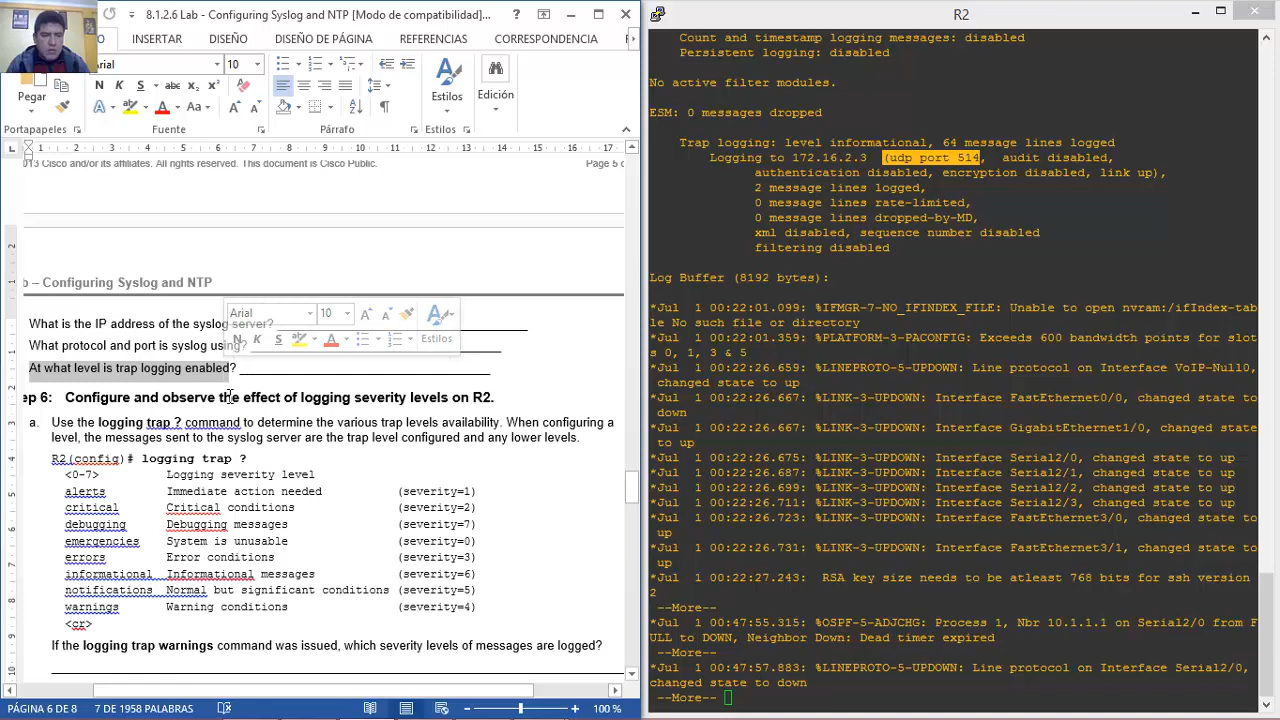 8.1.2.6 Lab - Configuring Syslog and NTP [Modo de compatibilidad]...
INSERTAR DISEÑO DISEÑO DE PÁGINA REFERENCIAS CORRESPONDENCIA
Arial 10
Pegar
Estilos Edición
Portapapeles Fuente Párrafo Estilos
013 Cisco and/or its affiliates. All rights reserved. This document is Cisco Public. Page 5 o
b – Configuring Syslog and NTP
Arial 10
What is the IP address of the syslog server?
What protocol and port is syslog using?
Estilos
At what level is trap logging enabled?
ep 6: Configure and observe the effect of logging severity levels on R2.
a. Use the logging trap ? command to determine the various trap levels availability. When configuring a
level, the messages sent to the syslog server are the trap level configured and any lower levels.
R2(config)# logging trap ?
<0-7> Logging severity level
alerts Immediate action needed (severity=1)
critical Critical conditions (severity=2)
debugging Debugging messages (severity=7)
emergencies System is unusable (severity=0)
errors Error conditions (severity=3)
informational Informational messages (severity=6)
notifications Normal but significant conditions (severity=5)
warnings Warning conditions (severity=4)
<cr>
If the logging trap warnings command was issued, which severity levels of messages are logged?
PÁGINA 6 DE 8 7 DE 1958 PALABRAS 100 %
R2
Count and timestamp logging messages: disabled
Persistent logging: disabled
No active filter modules.
ESM: 0 messages dropped
Trap logging: level informational, 64 message lines logged
Logging to 172.16.2.3 (udp port 514, audit disabled,
authentication disabled, encryption disabled, link up),
2 message lines logged,
0 message lines rate-limited,
0 message lines dropped-by-MD,
xml disabled, sequence number disabled
filtering disabled
Log Buffer (8192 bytes):
*Jul 1 00:22:01.099: %IFMGR-7-NO_IFINDEX_FILE: Unable to open nvram:/ifIndex-tab
le No such file or directory
*Jul 1 00:22:01.359: %PLATFORM-3-PACONFIG: Exceeds 600 bandwidth points for slot
s 0, 1, 3 & 5
*Jul 1 00:22:26.659: %LINEPROTO-5-UPDOWN: Line protocol on Interface VoIP-Null0,
changed state to up
*Jul 1 00:22:26.667: %LINK-3-UPDOWN: Interface FastEthernet0/0, changed state to
down
*Jul 1 00:22:26.667: %LINK-3-UPDOWN: Interface GigabitEthernet1/0, changed state
to up
*Jul 1 00:22:26.675: %LINK-3-UPDOWN: Interface Serial2/0, changed state to up
*Jul 1 00:22:26.687: %LINK-3-UPDOWN: Interface Serial2/1, changed state to up
*Jul 1 00:22:26.699: %LINK-3-UPDOWN: Interface Serial2/2, changed state to up
*Jul 1 00:22:26.711: %LINK-3-UPDOWN: Interface Serial2/3, changed state to up
*Jul 1 00:22:26.723: %LINK-3-UPDOWN: Interface FastEthernet3/0, changed state to
up
*Jul 1 00:22:26.731: %LINK-3-UPDOWN: Interface FastEthernet3/1, changed state to
up
*Jul 1 00:22:27.243: RSA key size needs to be atleast 768 bits for ssh version
2
--More--
*Jul 1 00:47:55.315: %OSPF-5-ADJCHG: Process 1, Nbr 10.1.1.1 on Serial2/0 from F
ULL to DOWN, Neighbor Down: Dead timer expired
--More--
*Jul 1 00:47:57.883: %LINEPROTO-5-UPDOWN: Line protocol on Interface Serial2/0,
changed state to down
--More--